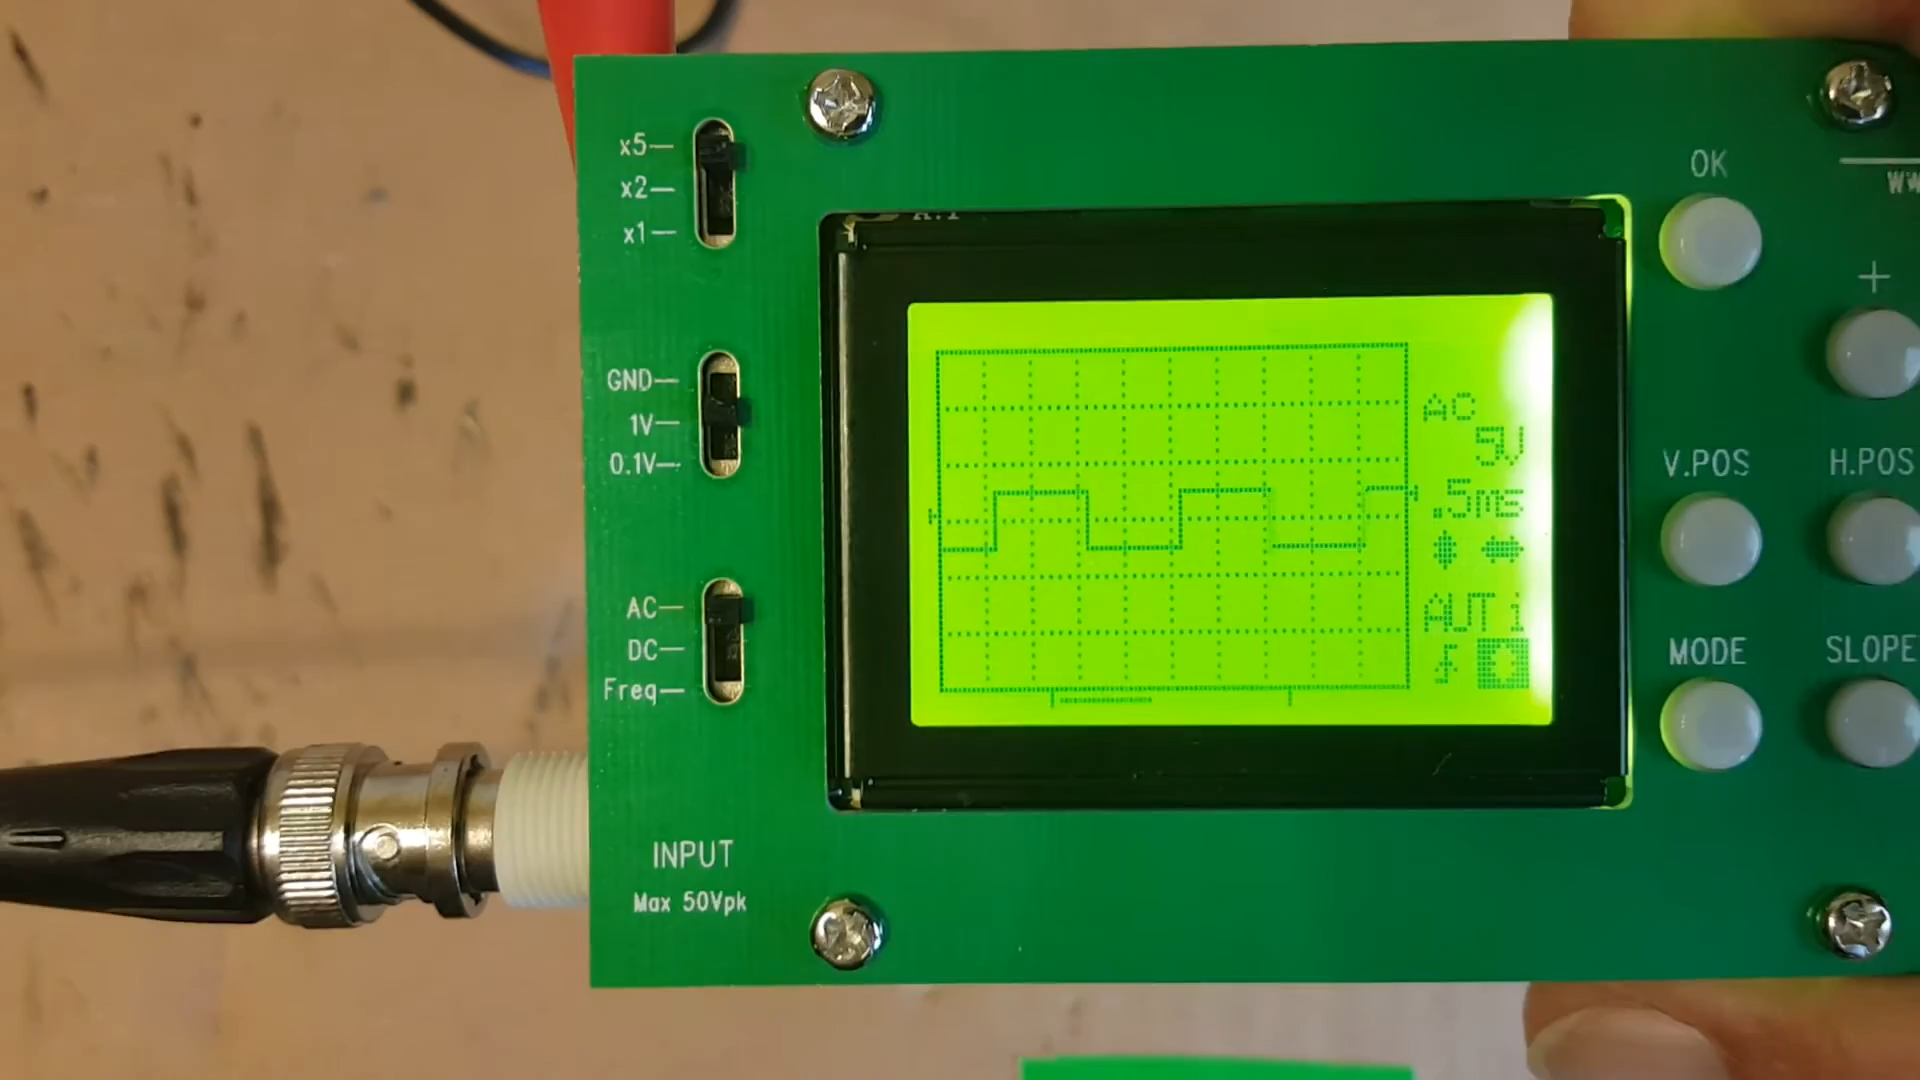 x5
x2
x1
GND
1V
0.1V
AC
DC
Freq
INPUT
Max 50Vpk
AC
5V
.5ms
OK
+
V.POS
H.POS
MODE
SLOPE